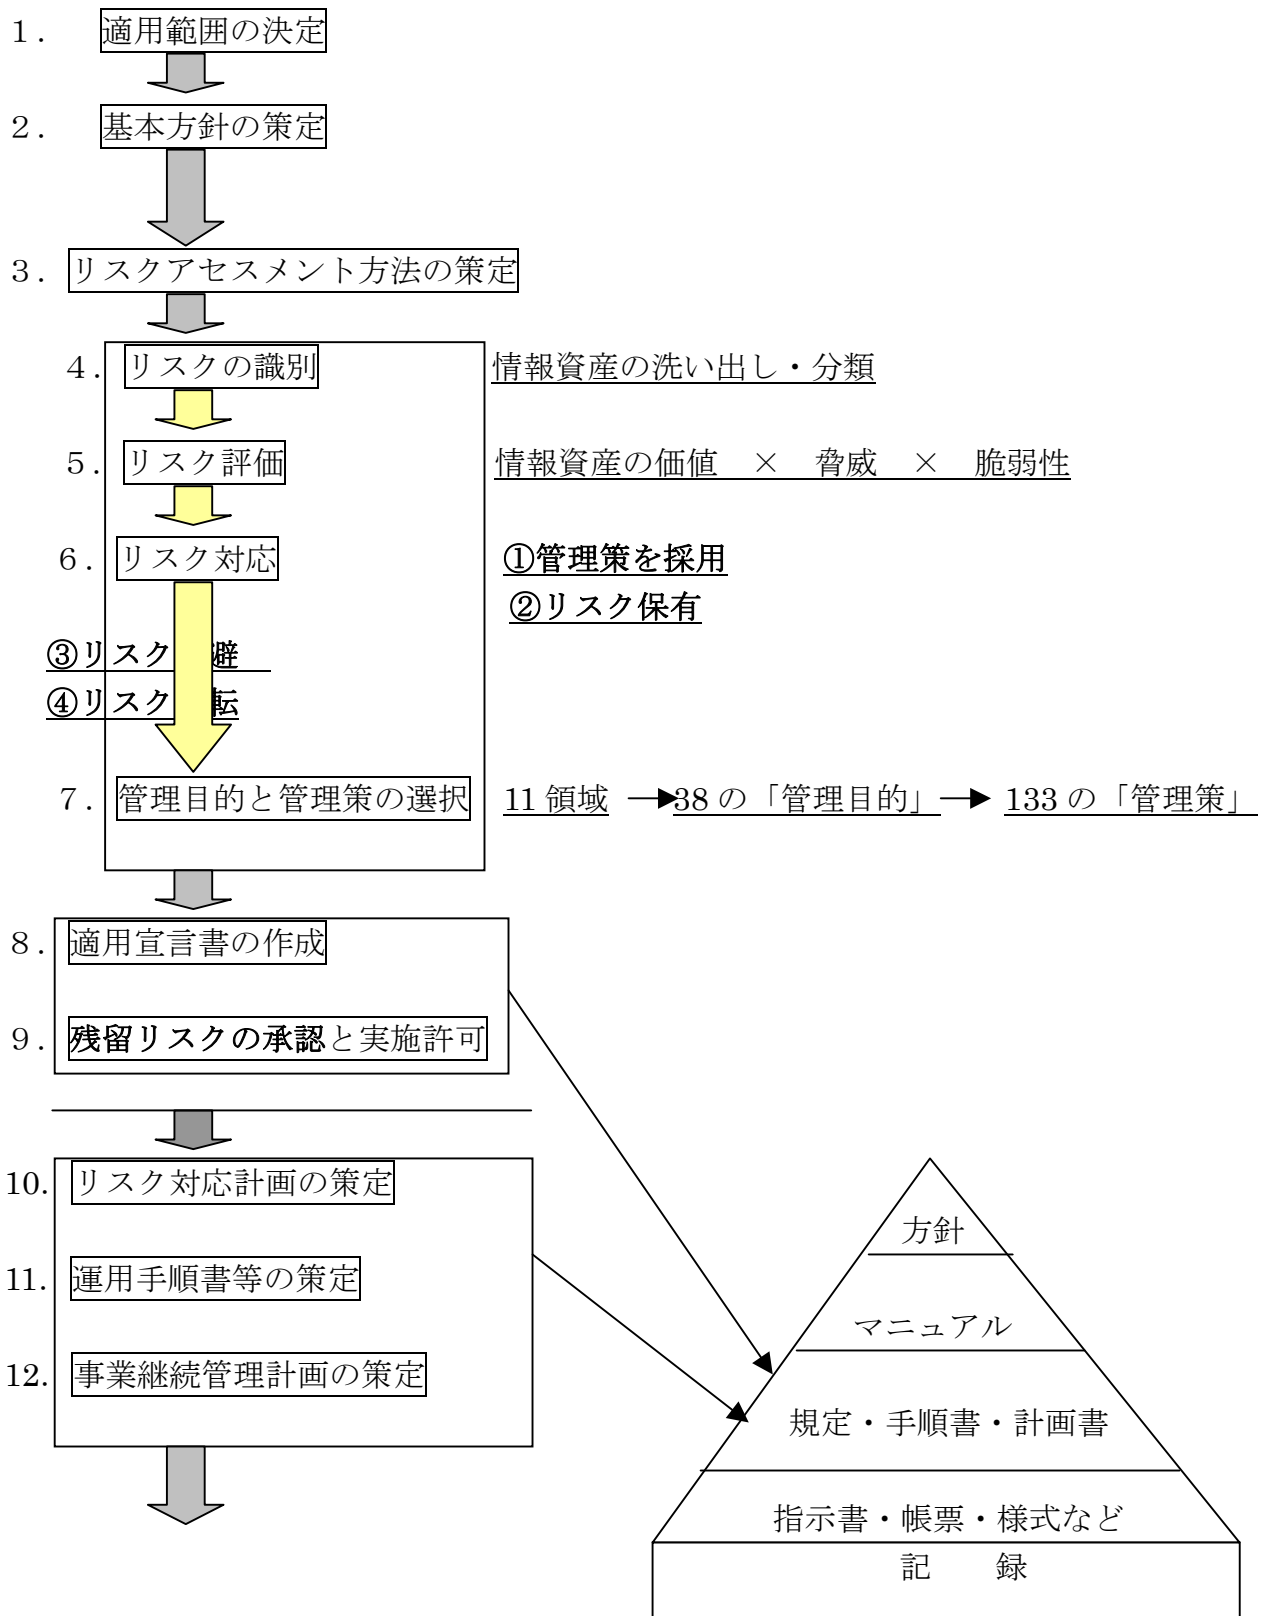 １． 適用範囲の決定
２． 基本方針の策定
３． リスクアセスメント方法の策定
４． リスクの識別 情報資産の洗い出し・分類
５． リスク評価 情報資産の価値　×　脅威　×　脆弱性
６． リスク対応 ①管理策を採用
②リスク保有
③リスク 避
④リスク 転
７． 管理目的と管理策の選択 11 領域 38 の「管理目的」 133 の「管理策」
８． 適用宣言書の作成
９． 残留リスクの承認と実施許可
10. リスク対応計画の策定
方針
11. 運用手順書等の策定
マニュアル
12. 事業継続管理計画の策定
規定・手順書・計画書
指示書・帳票・様式など
記　　録